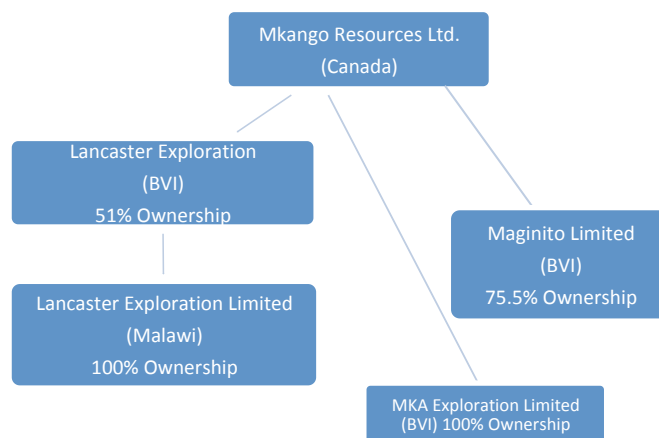 Mkango Resources Ltd.
(Canada)
Lancaster Exploration
(BVI)
51% Ownership
Maginito Limited
(BVI)
75.5% Ownership
Lancaster Exploration Limited
(Malawi)
100% Ownership
MKA Exploration Limited
(BVI) 100% Ownership